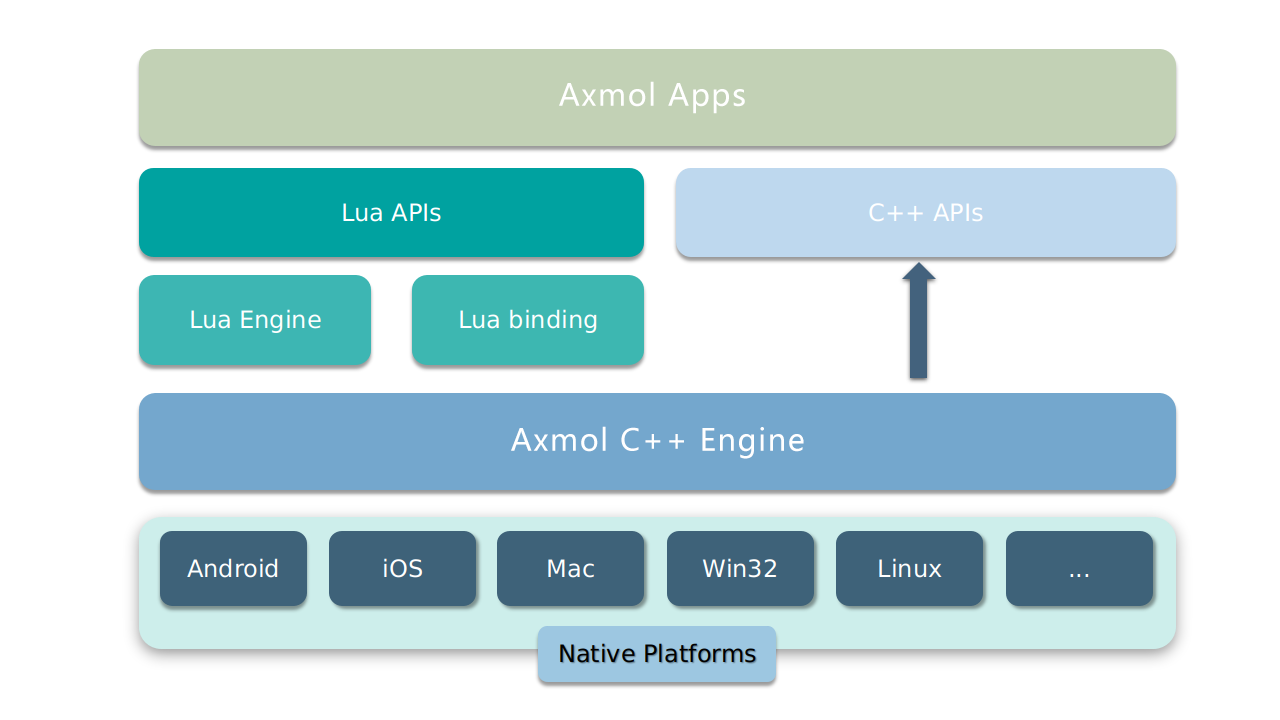 Axmol Apps
Lua APIs
C++ APIs
Lua Engine
Lua binding
Axmol C++ Engine
Android
iOS
Mac
Win32
Linux
...
Native Platforms